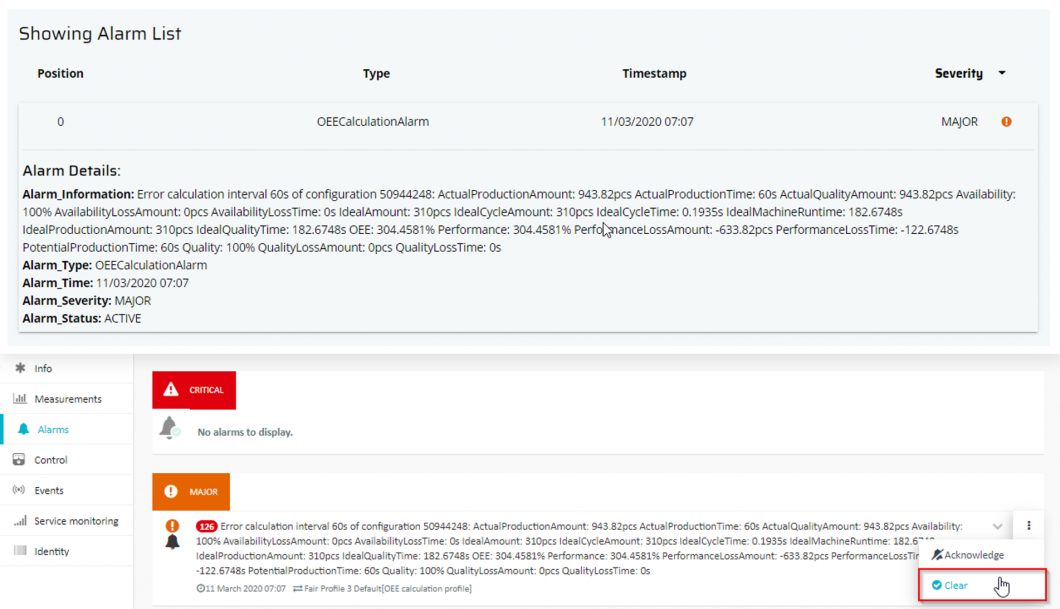 Showing Alarm List
Position Type Timestamp Severity
0 OEECalculationAlarm 11/03/2020 07:07 MAJOR
Alarm Details:
Alarm_Information: Error calculation interval 60s of configuration 50944248: ActualProductionAmount: 943.82pcs ActualProductionTime: 60s ActualQualityAmount: 943.82pcs Availability:
100% AvailabilityLossAmount: 0pcs AvailabilityLossTime: 0s IdealAmount: 310pcs IdealCycleAmount: 310pcs IdealCycleTime: 0.1935s IdealMachineRuntime: 182.6748s
IdealProductionAmount: 310pcs IdealQualityTime: 182.6748s OEE: 304.4581% Performance: 304.4581% PerformanceLossAmount: -633.82pcs PerformanceLossTime: -122.6748s
PotentialProductionTime: 60s Quality: 100% QualityLossAmount: 0pcs QualityLossTime: 0s
Alarm_Type: OEECalculationAlarm
Alarm_Time: 11/03/2020 07:07
Alarm_Severity: MAJOR
Alarm_Status: ACTIVE
Info
Measurements
Alarms
Control
Events
Service monitoring
Identity
CRITICAL
No alarms to display.
MAJOR
126 Error calculation interval 60s of configuration 50944248: ActualProductionAmount: 943.82pcs ActualProductionTime: 60s ActualQualityAmount: 943.82pcs Availability:
100% AvailabilityLossAmount: 0pcs AvailabilityLossTime: 0s IdealAmount: 310pcs IdealCycleAmount: 310pcs IdealCycleTime: 0.1935s IdealMachineRuntime:
IdealProductionAmount: 310pcs IdealQualityTime: 182.6748s OEE: 304.4581% Performance: 304.4581% PerformanceLossAmount: -633.82pcs
-122.6748s PotentialProductionTime: 60s Quality: 100% QualityLossAmount: 0pcs QualityLossTime: 0s
11 March 2020 07:07 Fair Profile 3 Default[OEE calculation profile]
Acknowledge
Clear